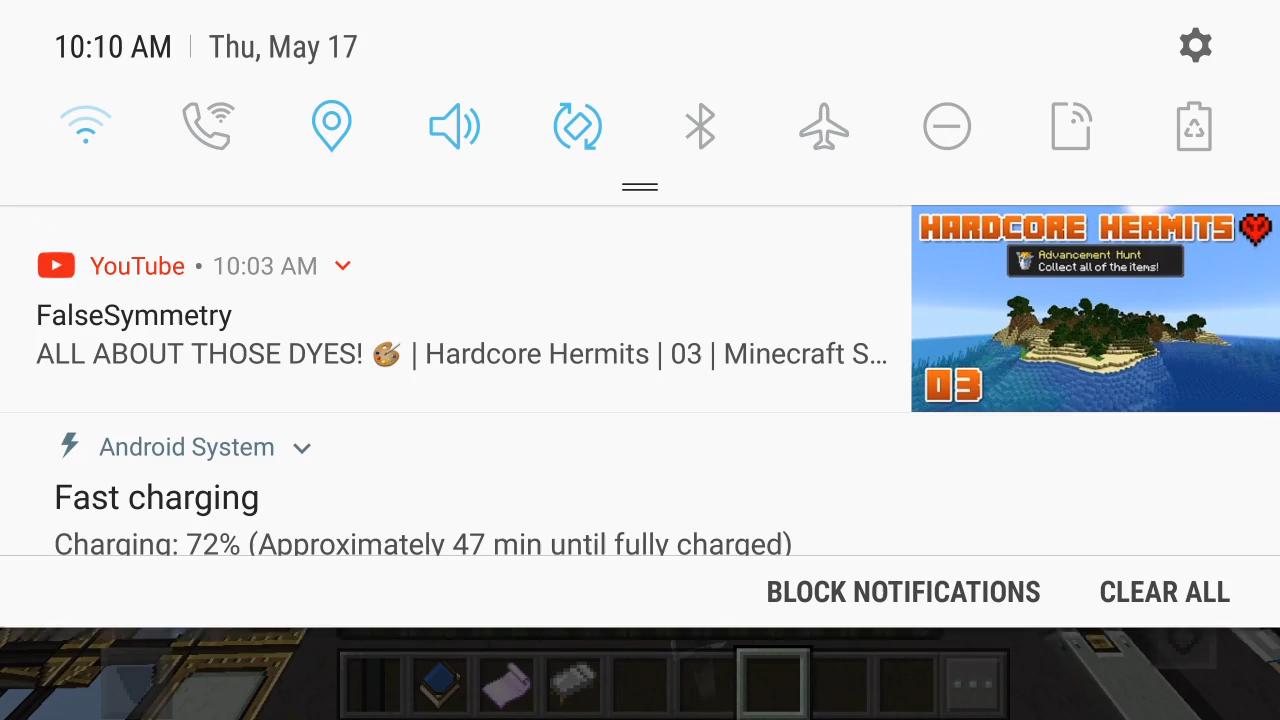 10:10 AM | Thu, May 17
YouTube • 10:03 AM
FalseSymmetry
ALL ABOUT THOSE DYES! 🎨 | Hardcore Hermits | 03 | Minecraft S...
HARDCORE HERMITS
Advancement Hunt
Collect all of the items!
03
Android System
Fast charging
Charging: 72% (Approximately 47 min until fully charged)
BLOCK NOTIFICATIONS CLEAR ALL